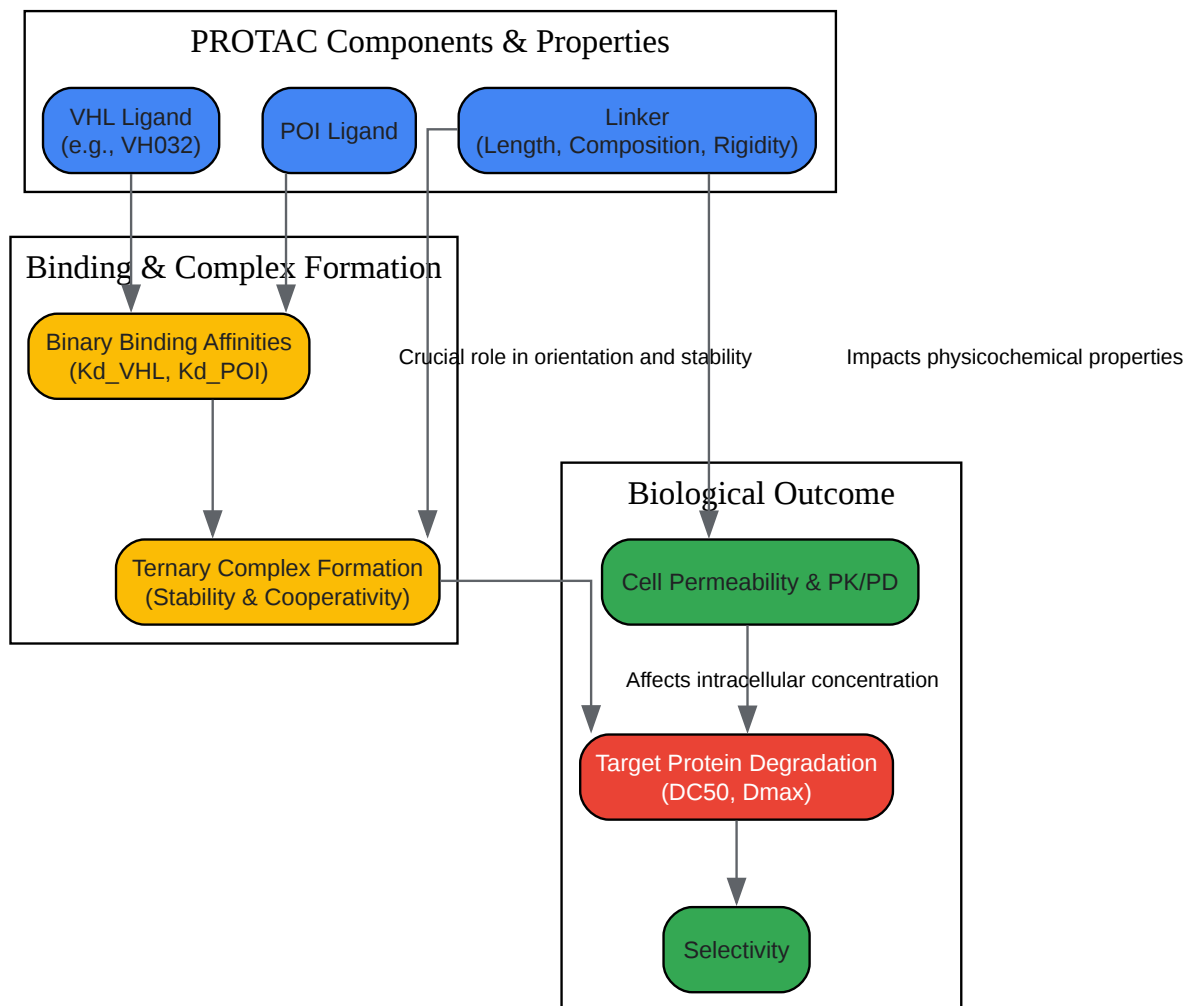 PROTAC Components & Properties
VHL Ligand
(e.g., VH032)
POI Ligand
Linker
(Length, Composition, Rigidity)
Binding & Complex Formation
Binary Binding Affinities
(Kd_VHL, Kd_POI)
Crucial role in orientation and stability
Impacts physicochemical properties
Ternary Complex Formation
(Stability & Cooperativity)
Biological Outcome
Cell Permeability & PK/PD
Affects intracellular concentration
Target Protein Degradation
(DC50, Dmax)
Selectivity